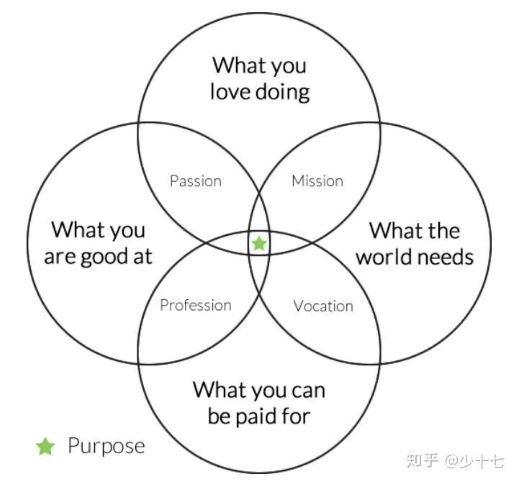 What you
love doing
Passion
Mission
What you
are good at
What the
world needs
Profession
Vocation
What you can
be paid for
Purpose
知乎 @少十七